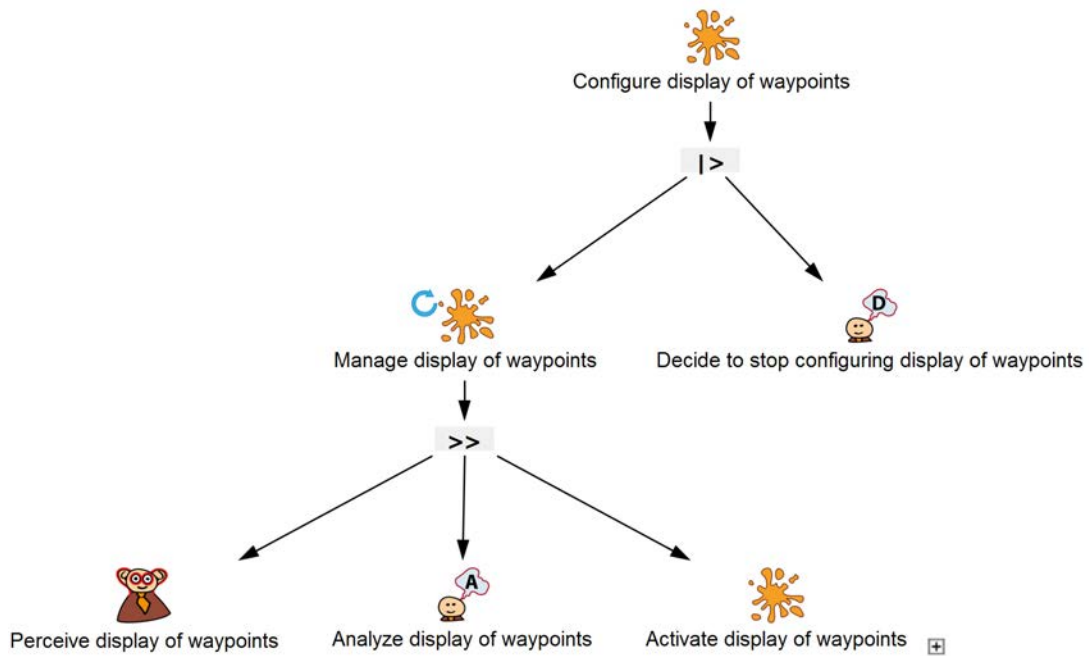 Configure display of waypoints
|>
D
Manage display of waypoints
Decide to stop configuring display of waypoints
>>
A
Perceive display of waypoints
Analyze display of waypoints
Activate display of waypoints